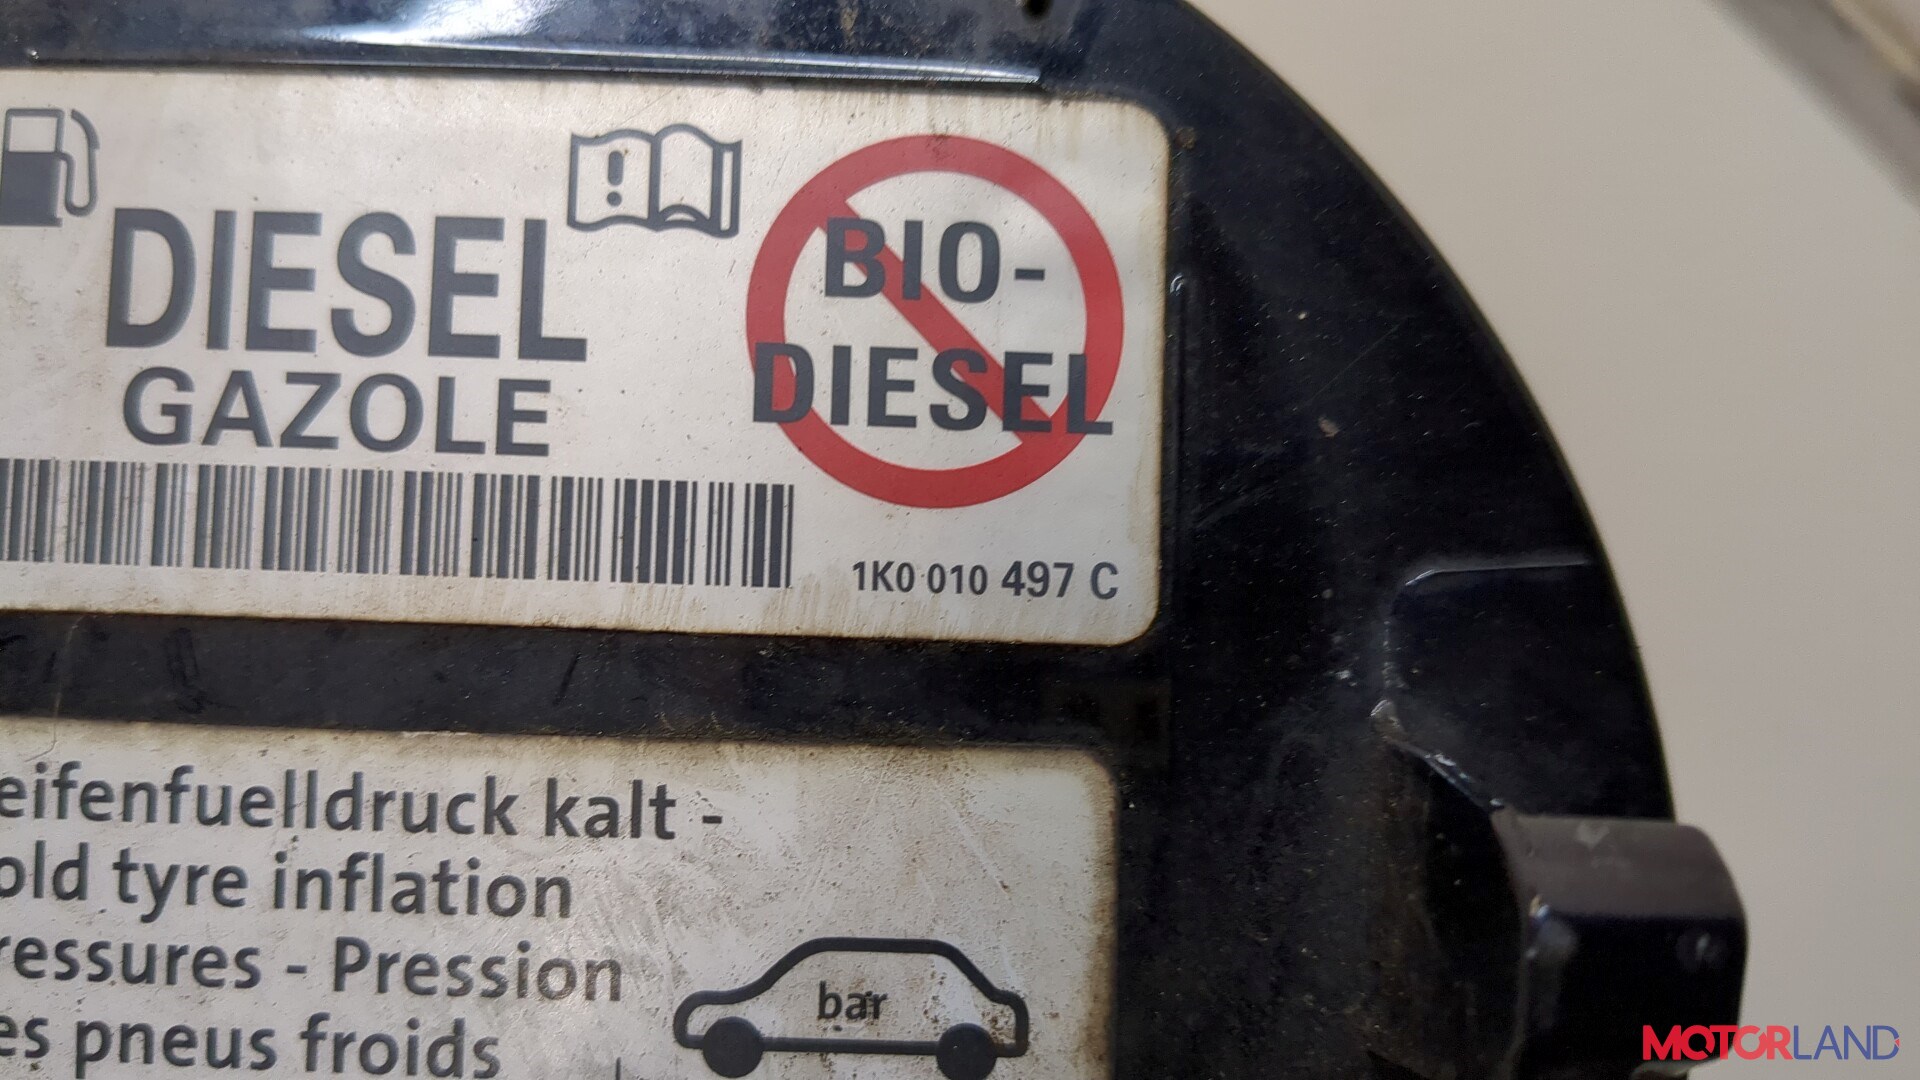 DIESEL
GAZOLE
BIO-
DIESEL
1K0 010 497 C
eifenfuelldruck kalt -
old tyre inflation
ressures - Pression
es pneus froids
bar
MOTORLAND